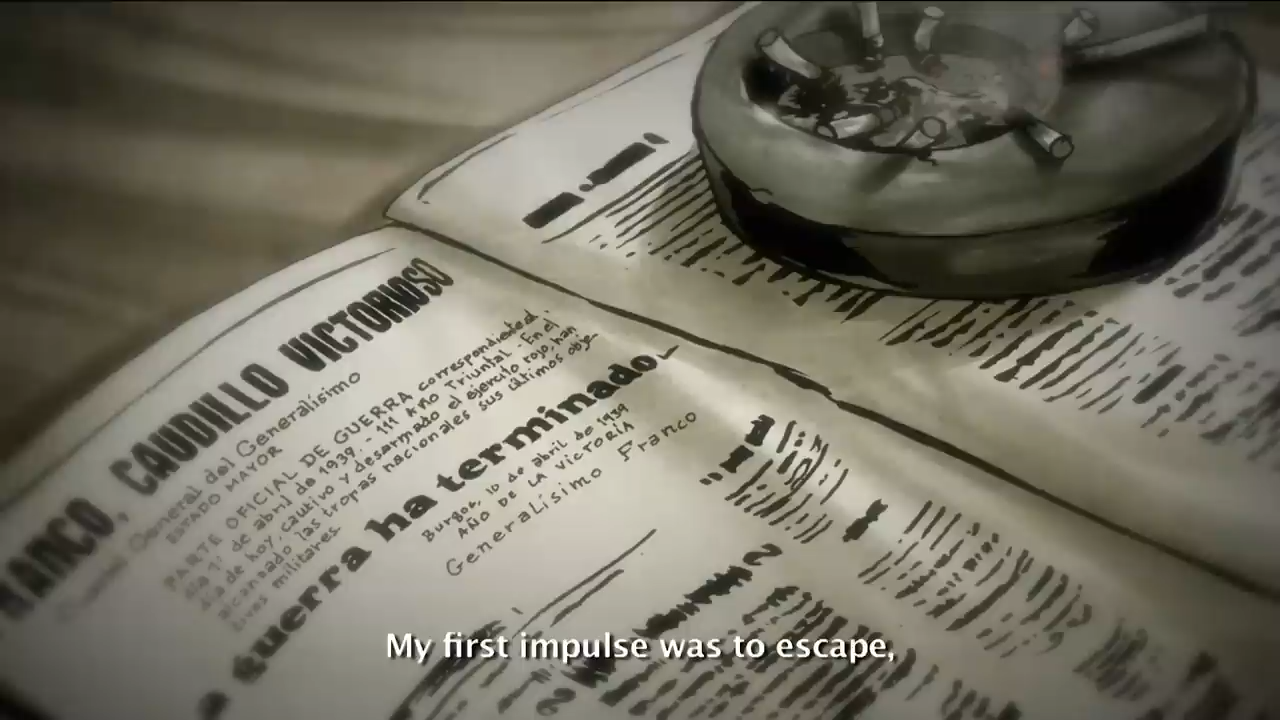 FRANCO, CAUDILLO VICTORIOSO
General del Generalísimo
ESTADO MAYOR
PARTE OFICIAL DE GUERRA correspondiente al
día 1º de abril de 1939. - 111 Año Triunfal. - En el
día de hoy, cautivo y desarmado el ejercito rojo, han
alcanzado las tropas nacionales sus últimos obje-
tivos militares.
a guerra ha terminado
Burgos, 1º de abril de 1939
AÑO DE LA VICTORIA
Generalísimo Franco
My first impulse was to escape,